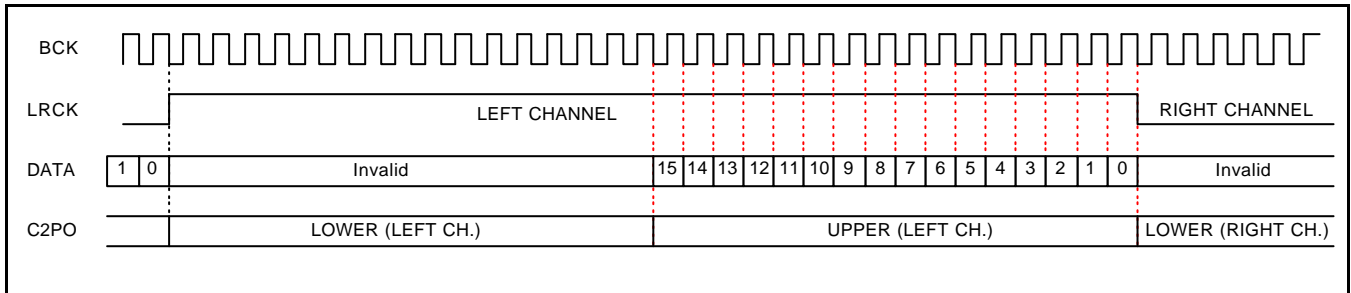 BCK
LRCK LEFT CHANNEL RIGHT CHANNEL
DATA 1 0 Invalid 15 14 13 12 11 10 9 8 7 6 5 4 3 2 1 0 Invalid
C2PO LOWER (LEFT CH.) UPPER (LEFT CH.) LOWER (RIGHT CH.)